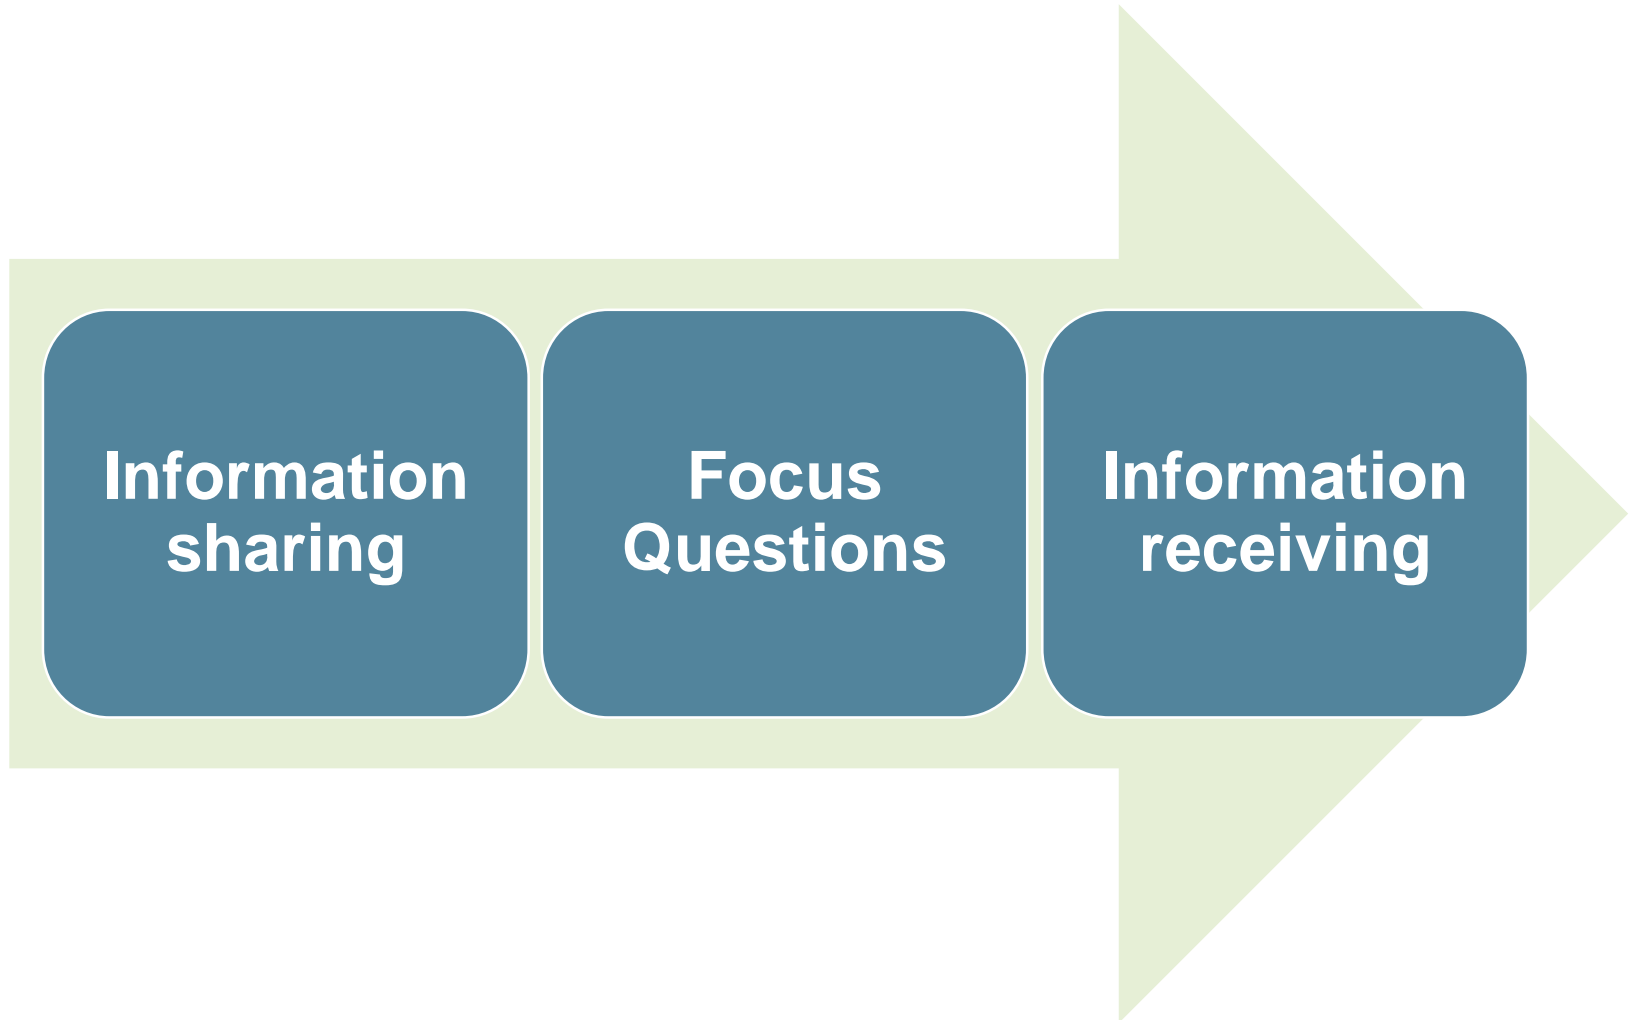 Information
sharing
Focus
Questions
Information
receiving